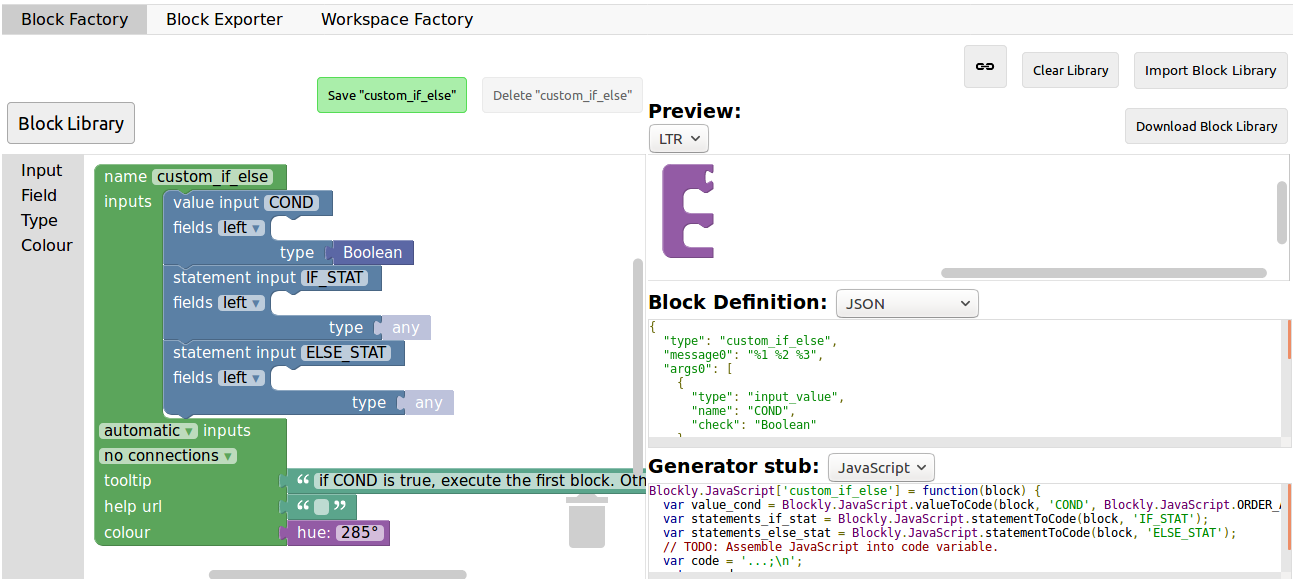 Block Factory Block Exporter Workspace Factory
Clear Library Import Block Library
Save "custom_if_else" Delete "custom_if_else"
Block Library
Preview:
Download Block Library
LTR
Input
Field
Type
Colour
name custom_if_else
inputs value input COND
fields left
type Boolean
statement input IF_STAT
fields left
type any
statement input ELSE_STAT
fields left
type any
automatic inputs
no connections
tooltip “ if COND is true, execute the first block. Oth
help url “ ”
colour hue: 285°
Block Definition: JSON
{
"type": "custom_if_else",
"message0": "%1 %2 %3",
"args0": [
{
"type": "input_value",
"name": "COND",
"check": "Boolean"
Generator stub: JavaScript
Blockly.JavaScript['custom_if_else'] = function(block) {
var value_cond = Blockly.JavaScript.valueToCode(block, 'COND', Blockly.JavaScript.ORDER_A
var statements_if_stat = Blockly.JavaScript.statementToCode(block, 'IF_STAT');
var statements_else_stat = Blockly.JavaScript.statementToCode(block, 'ELSE_STAT');
// TODO: Assemble JavaScript into code variable.
var code = '...;\n';